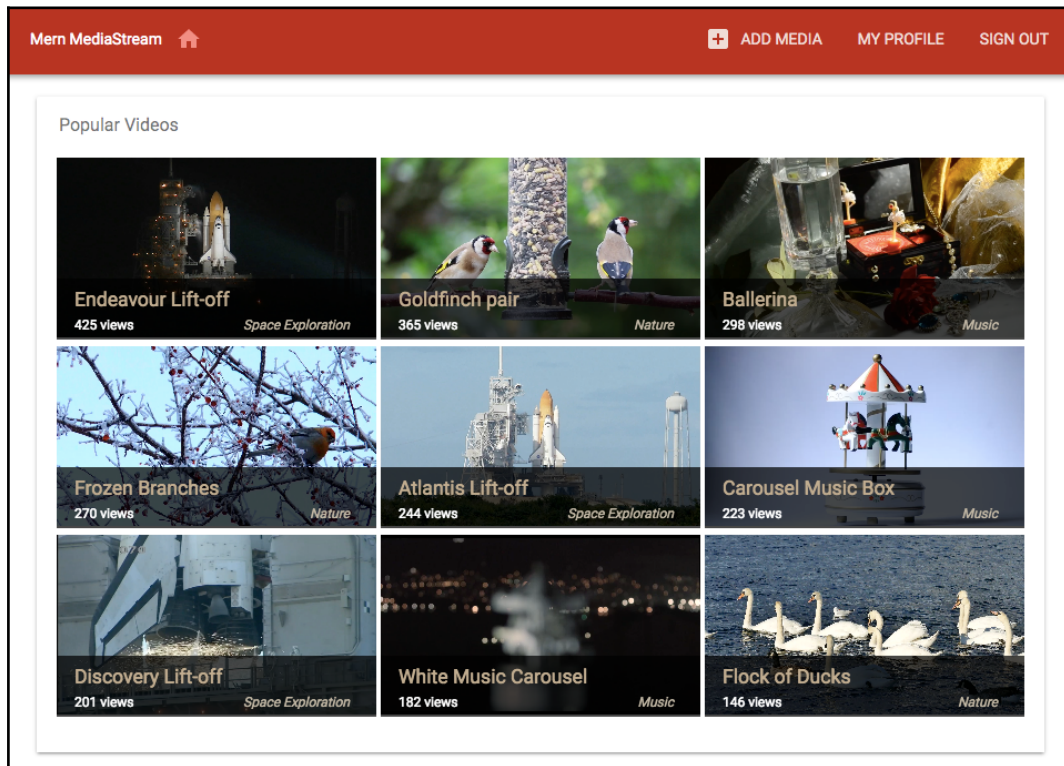 Mern MediaStream ADD MEDIA MY PROFILE SIGN OUT
Popular Videos
Endeavour Lift-off
425 views Space Exploration
Goldfinch pair
365 views Nature
Ballerina
298 views Music
Frozen Branches
270 views Nature
Atlantis Lift-off
244 views Space Exploration
Carousel Music Box
223 views Music
Discovery Lift-off
201 views Space Exploration
White Music Carousel
182 views Music
Flock of Ducks
146 views Nature